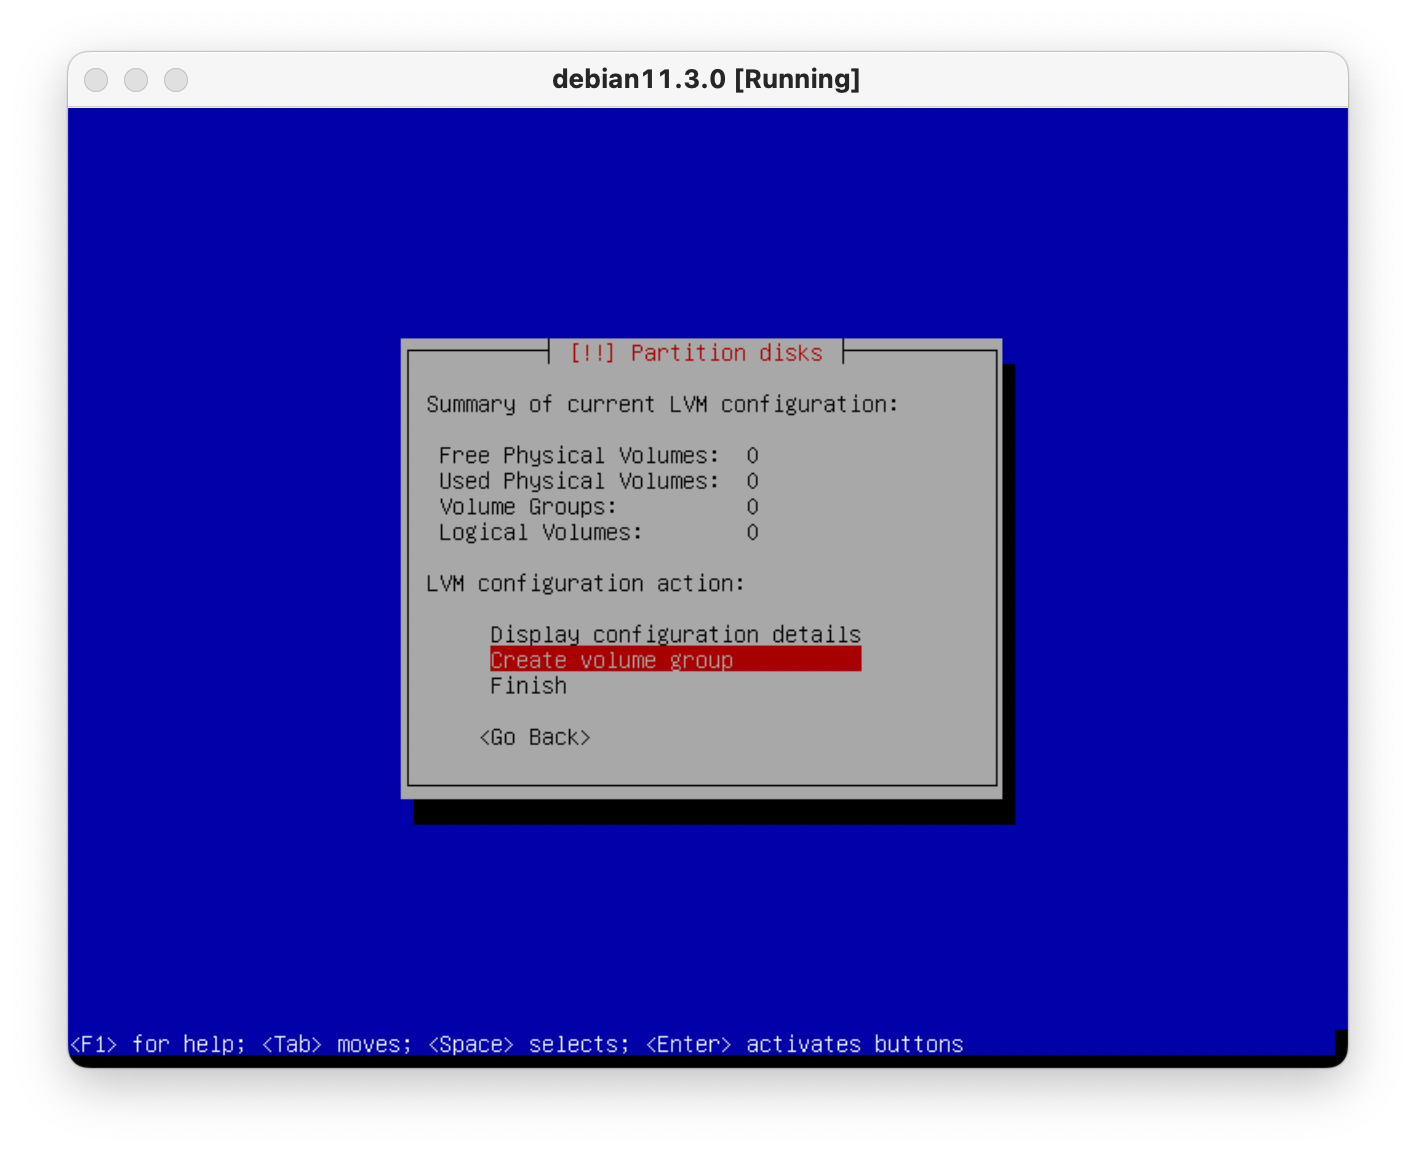 debian11.3.0 [Running]
[!!] Partition disks
Summary of current LVM configuration:
Free Physical Volumes: 0
Used Physical Volumes: 0
Volume Groups: 0
Logical Volumes: 0
LVM configuration action:
Display configuration details
Create volume group
Finish
<Go Back>
<F1> for help; <Tab> moves; <Space> selects; <Enter> activates buttons